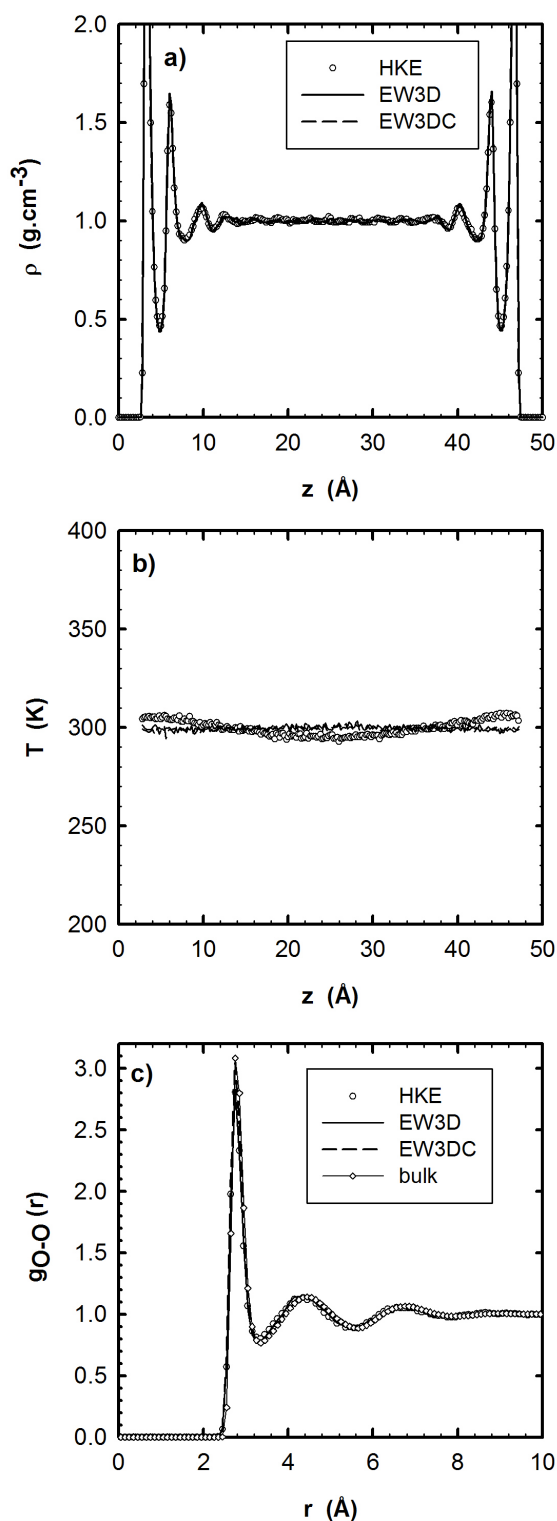 a)
HKE
EW3D
EW3DC
2.0
1.5
1.0
0.5
0.0
ρ (g.cm-3)
0 10 20 30 40 50
z (Å)
b)
400
350
300
250
200
T (K)
0 10 20 30 40 50
z (Å)
c)
HKE
EW3D
EW3DC
bulk
3.0
2.5
2.0
1.5
1.0
0.5
0.0
gO-O (r)
0 2 4 6 8 10
r (Å)